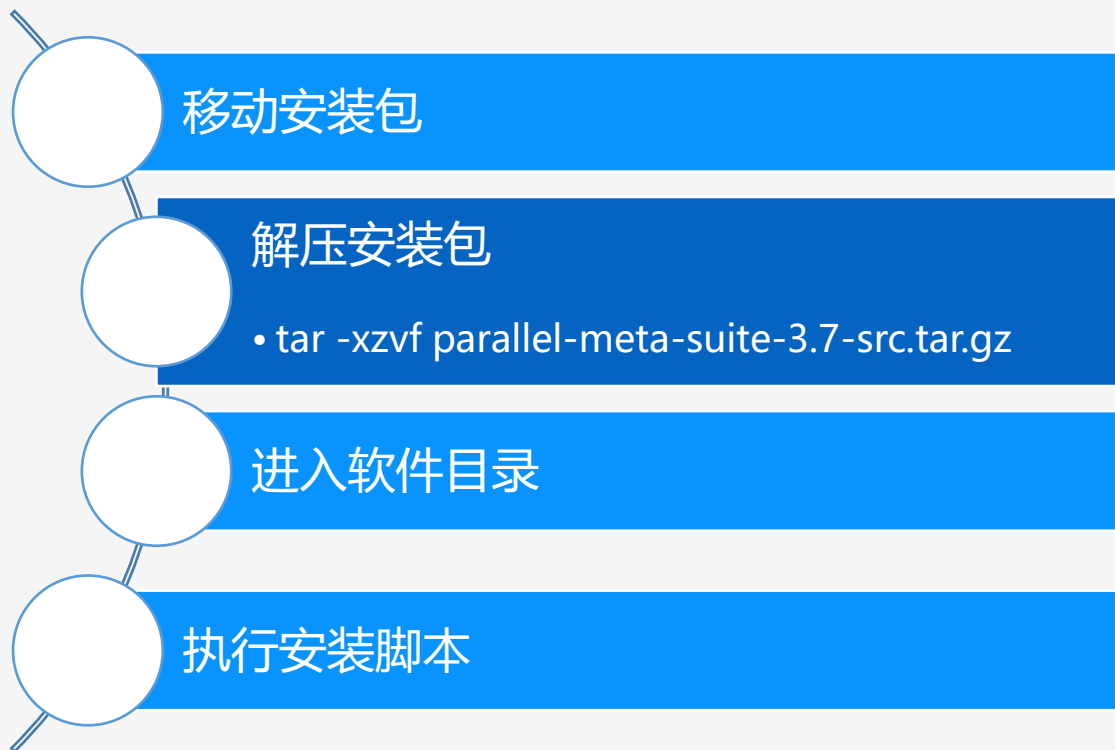 移动安装包
解压安装包
• tar -xzvf parallel-meta-suite-3.7-src.tar.gz
进入软件目录
执行安装脚本